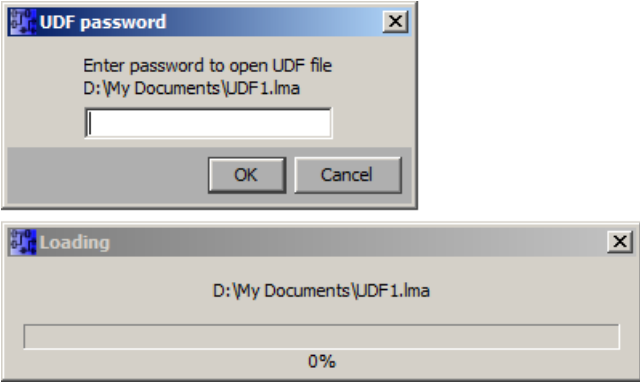 UDF password
Enter password to open UDF file
D:\My Documents\UDF1.lma
OK Cancel
Loading
D:\My Documents\UDF1.lma
0%